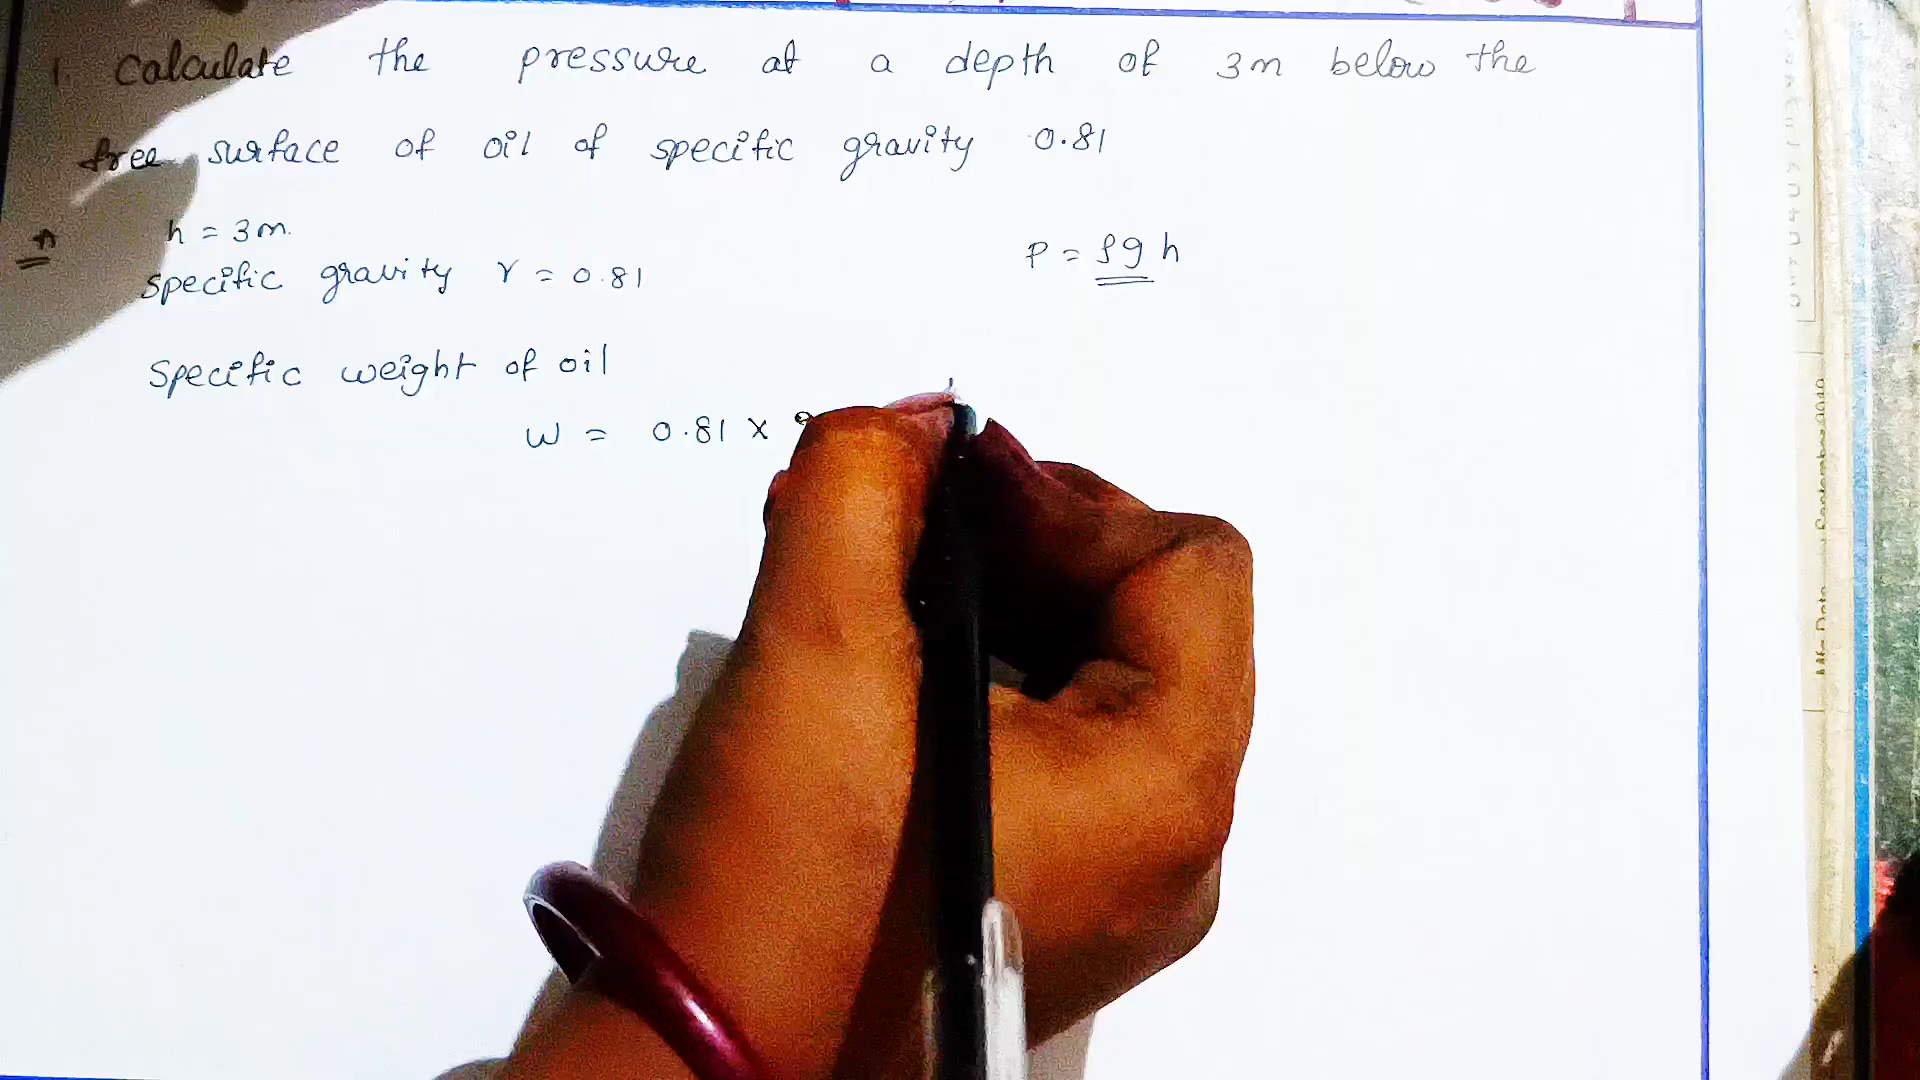 1. Calculate the pressure at a depth of 3m below the
free surface of oil of specific gravity 0.81
h = 3m.
P = ρg h
specific gravity r = 0.81
Specific weight of oil
w = 0.81 x